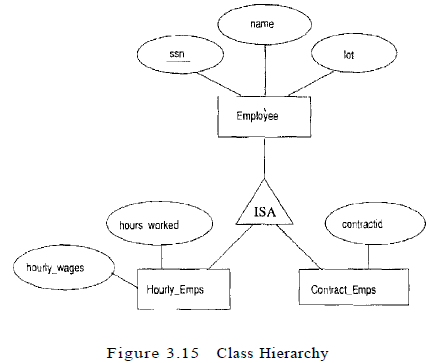 name
ssn
lot
Employee
ISA
hours worked
contractid
hourly_wages
Hourly_Emps
Contract_Emps
Figure 3.15 Class Hierarchy